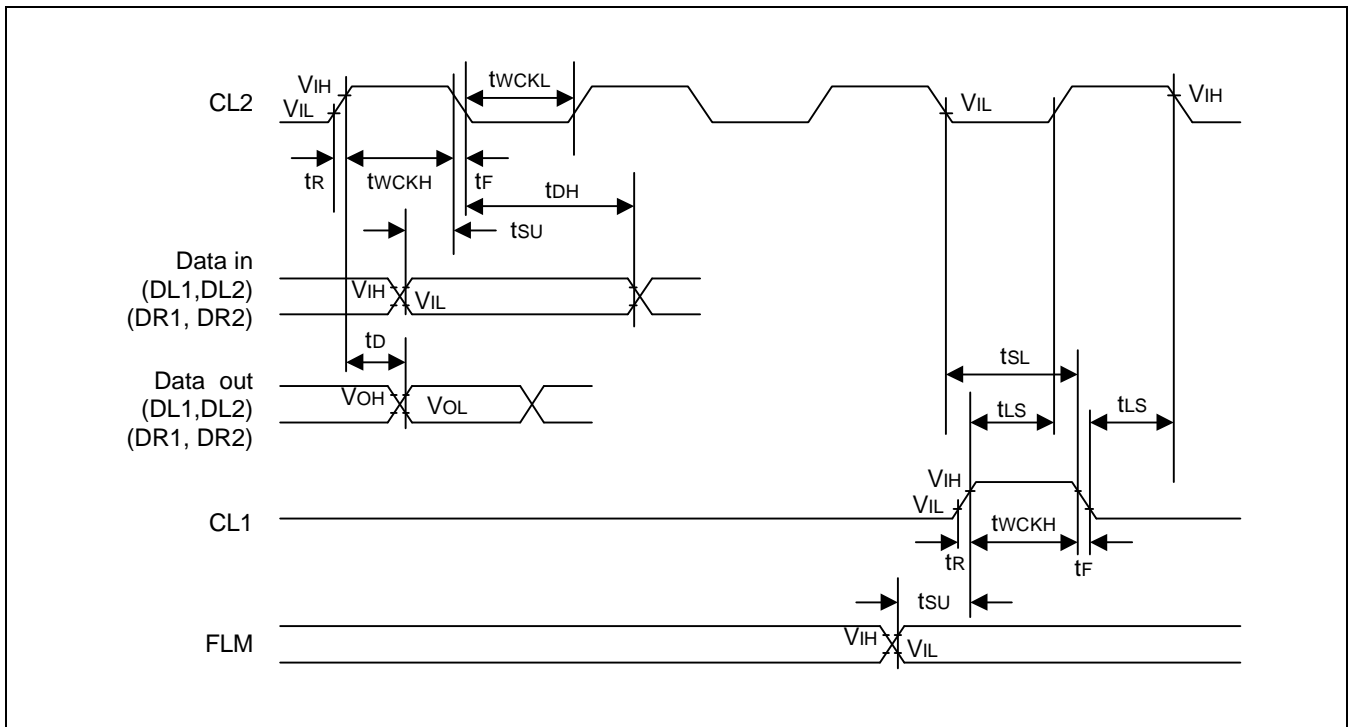 CL2
VIH
VIL
tWCKL
VIL
VIH
tR
tWCKH
tF
tDH
tSU
Data in
(DL1,DL2)
(DR1, DR2)
VIH
VIL
tD
Data out
(DL1,DL2)
(DR1, DR2)
VOH
VOL
tSL
tLS
tLS
CL1
VIH
VIL
tWCKH
tR
tF
tSU
FLM
VIH
VIL